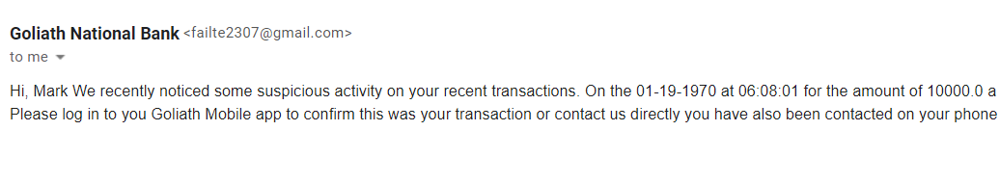 Goliath National Bank <failte2307@gmail.com>
to me
Hi, Mark We recently noticed some suspicious activity on your recent transactions. On the 01-19-1970 at 06:08:01 for the amount of 10000.0 a
Please log in to you Goliath Mobile app to confirm this was your transaction or contact us directly you have also been contacted on your phone